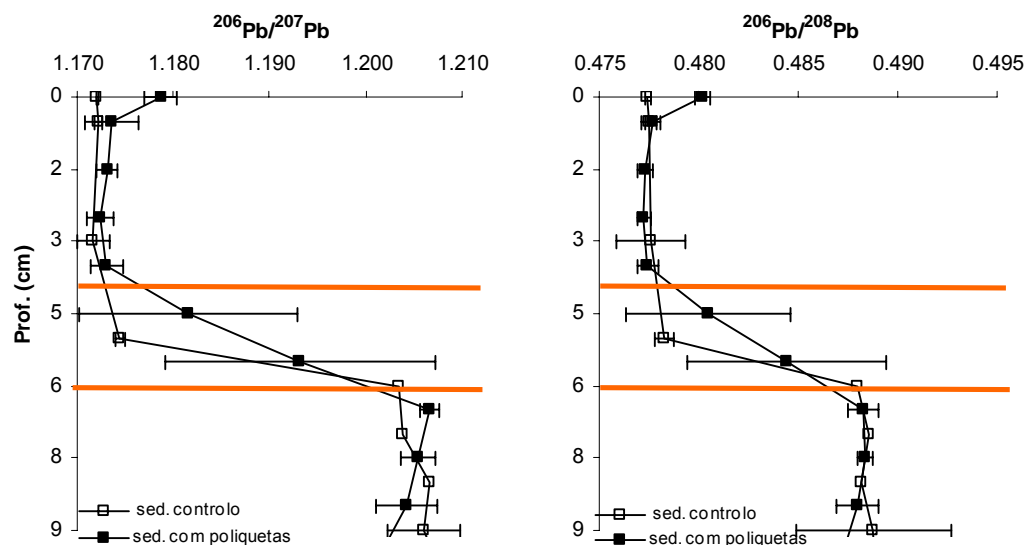 206Pb/207Pb
1.170 1.180 1.190 1.200 1.210
Prof. (cm)
0
2
3
5
6
8
9
sed. controlo
sed. com poliquetas
206Pb/208Pb
0.475 0.480 0.485 0.490 0.495
0
2
3
5
6
8
9
sed. controlo
sed. com poliquetas